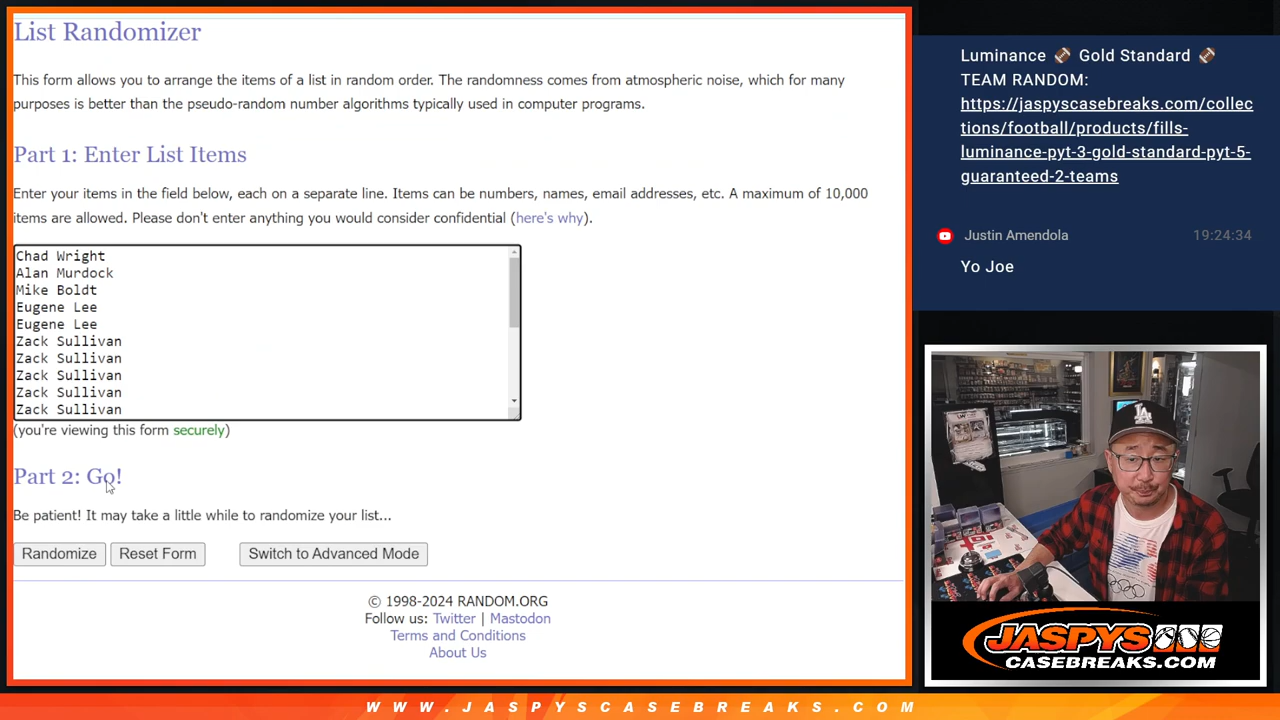 List Randomizer
This form allows you to arrange the items of a list in random order. The randomness comes from atmospheric noise, which for many
purposes is better than the pseudo-random number algorithms typically used in computer programs.
Part 1: Enter List Items
Enter your items in the field below, each on a separate line. Items can be numbers, names, email addresses, etc. A maximum of 10,000
items are allowed. Please don't enter anything you would consider confidential (here's why).
Chad Wright
Alan Murdock
Mike Boldt
Eugene Lee
Eugene Lee
Zack Sullivan
Zack Sullivan
Zack Sullivan
Zack Sullivan
Zack Sullivan
(you're viewing this form securely)
Part 2: Go!
Be patient! It may take a little while to randomize your list...
Randomize Reset Form Switch to Advanced Mode
© 1998-2024 RANDOM.ORG
Follow us: Twitter | Mastodon
Terms and Conditions
About Us
Luminance 🏈 Gold Standard 🏈
TEAM RANDOM:
https://jaspyscasebreaks.com/collec
tions/football/products/fills-
luminance-pyt-3-gold-standard-pyt-5-
guaranteed-2-teams
Justin Amendola 19:24:34
Yo Joe
LA
JASPYS
CASEBREAKS.COM
WWW.JASPYSCASEBREAKS.COM